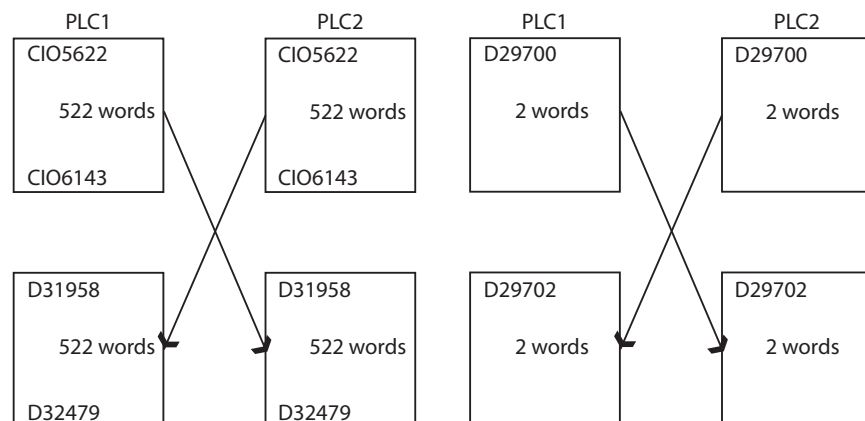 PLC1 PLC2 PLC1 PLC2
CIO5622 CIO5622 D29700 D29700
522 words 522 words 2 words 2 words
CIO6143 CIO6143
D31958 D31958 D29702 D29702
522 words 522 words 2 words 2 words
D32479 D32479